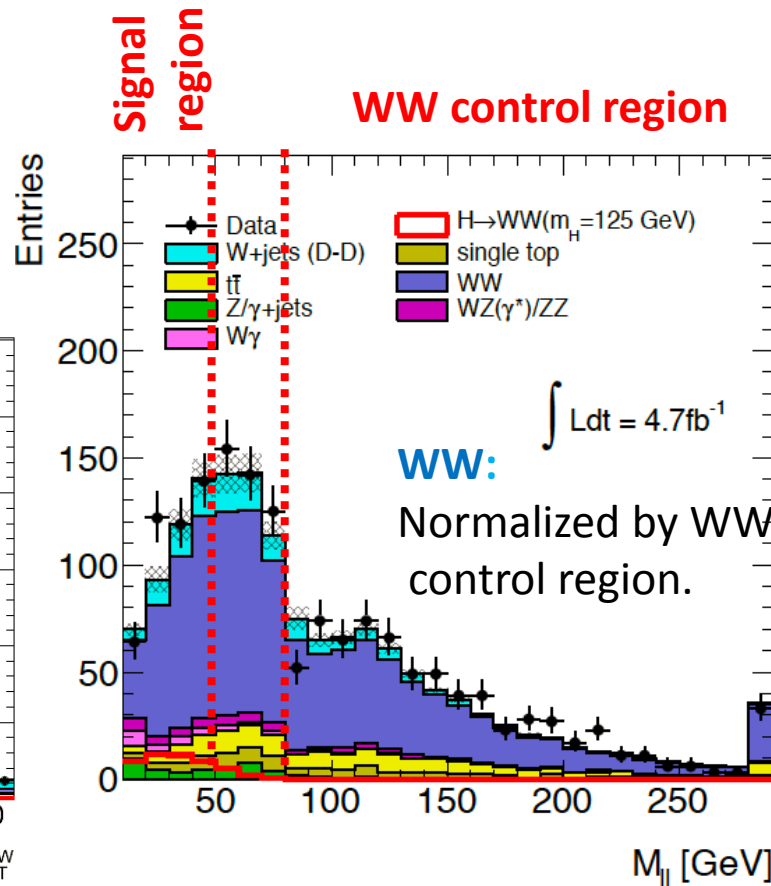 Signal
region
WW control region
Entries
Data
W+jets (D-D)
tt̄
Z/γ+jets
Wγ
H→WW(m_H=125 GeV)
single top
WW
WZ(γ*)/ZZ
∫ Ldt = 4.7fb⁻¹
WW:
Normalized by WW
control region.
250
200
150
100
50
0
50 100 150 200 250
M_ll [GeV]
0
W
T